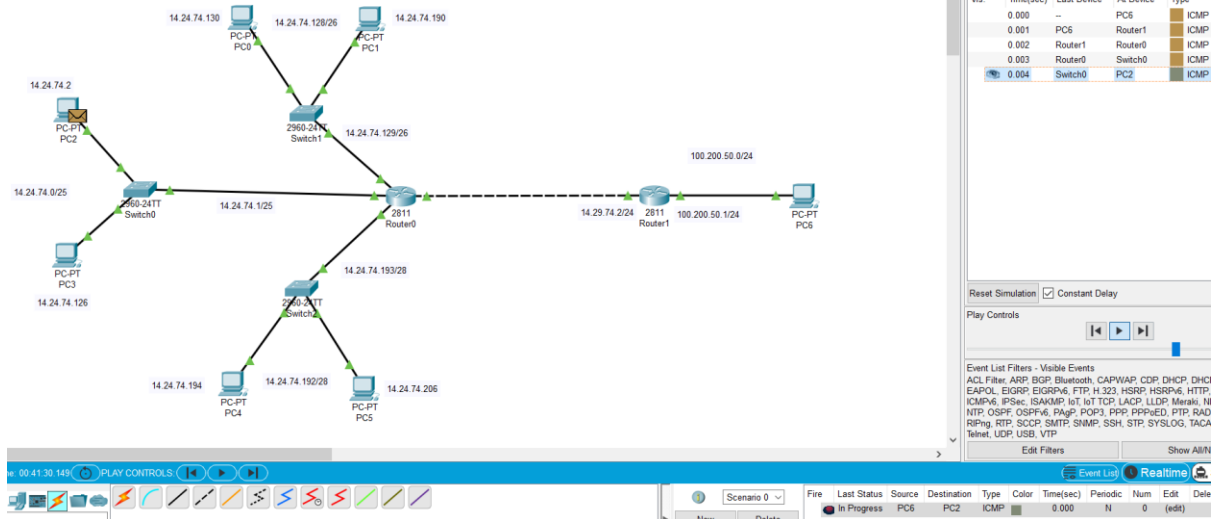 Vis. Time(sec) Last Device At Device Type
0.000 -- PC6 ICMP
0.001 PC6 Router1 ICMP
0.002 Router1 Router0 ICMP
0.003 Router0 Switch0 ICMP
0.004 Switch0 PC2 ICMP
14.24.74.130
14.24.74.128/26
14.24.74.190
PC-PT
PC0
PC-PT
PC1
14.24.74.2
PC-PT
PC2
2960-24TT
Switch1
14.24.74.129/26
100.200.50.0/24
14.24.74.0/25
2960-24TT
Switch0
14.24.74.1/25
2811
Router0
14.29.74.2/24
2811
Router1
100.200.50.1/24
PC-PT
PC6
PC-PT
PC3
14.24.74.126
14.24.74.193/28
2960-24TT
Switch2
14.24.74.194
14.24.74.192/28
14.24.74.206
PC-PT
PC4
PC-PT
PC5
Reset Simulation Constant Delay
Play Controls
Event List Filters - Visible Events
ACL Filter, ARP, BGP, Bluetooth, CAPWAP, CDP, DHCP, DHCP
EAPOL, EIGRP, EIGRPv6, FTP, H.323, HSRP, HSRPv6, HTTP,
ICMPv6, IPSec, ISAKMP, IoT, IoT TCP, LACP, LLDP, Meraki,
NTP, OSPF, OSPFv6, PAgP, POP3, PPP, PPPoED, PTP, RAD
RIPng, RTP, SCCP, SMTP, SNMP, SSH, STP, SYSLOG, TACA
Telnet, UDP, USB, VTP
Edit Filters Show All/N
e: 00:41:30.149 PLAY CONTROLS: Event List Realtime
Scenario 0 Fire Last Status Source Destination Type Color Time(sec) Periodic Num Edit Dele
In Progress PC6 PC2 ICMP 0.000 N 0 (edit)
New Delete